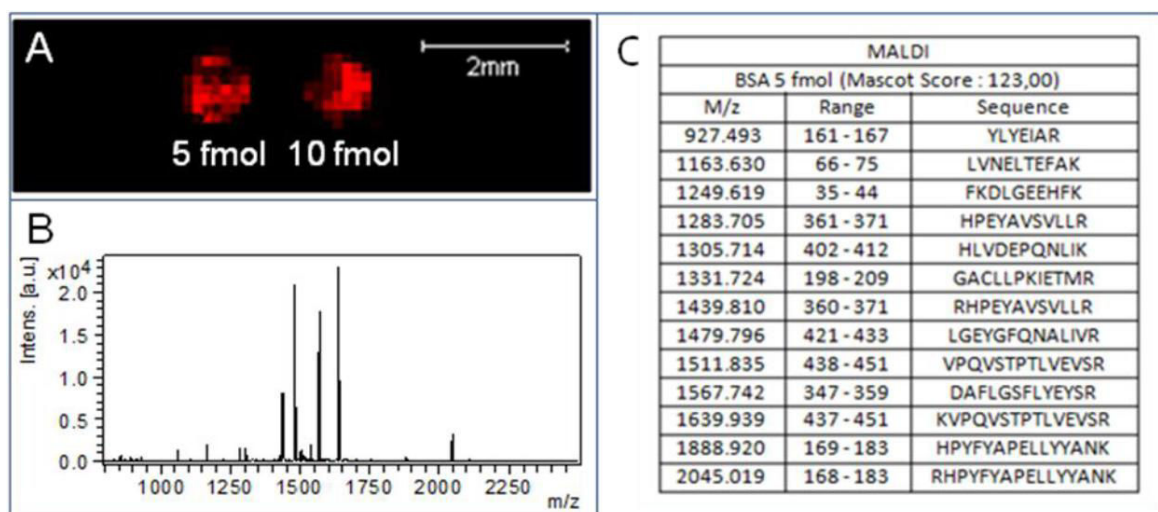 A
2mm
5 fmol 10 fmol
B
Intens. [a.u.]
x10⁴
2.0
1.5
1.0
0.5
0.0
1000 1250 1500 1750 2000 2250
m/z
C
MALDI
BSA 5 fmol (Mascot Score : 123,00)
M/z Range Sequence
927.493 161 - 167 YLYEIAR
1163.630 66 - 75 LVNELTEFAK
1249.619 35 - 44 FKDLGEEHFK
1283.705 361 - 371 HPEYAVSVLLR
1305.714 402 - 412 HLVDEPQNLIK
1331.724 198 - 209 GACLLPKIETMR
1439.810 360 - 371 RHPEYAVSVLLR
1479.796 421 - 433 LGEYGFQNALIVR
1511.835 438 - 451 VPQVSTPTLVEVSR
1567.742 347 - 359 DAFLGSFLYEYSR
1639.939 437 - 451 KVPQVSTPTLVEVSR
1888.920 169 - 183 HPYFYAPELLYYANK
2045.019 168 - 183 RHPYFYAPELLYYANK